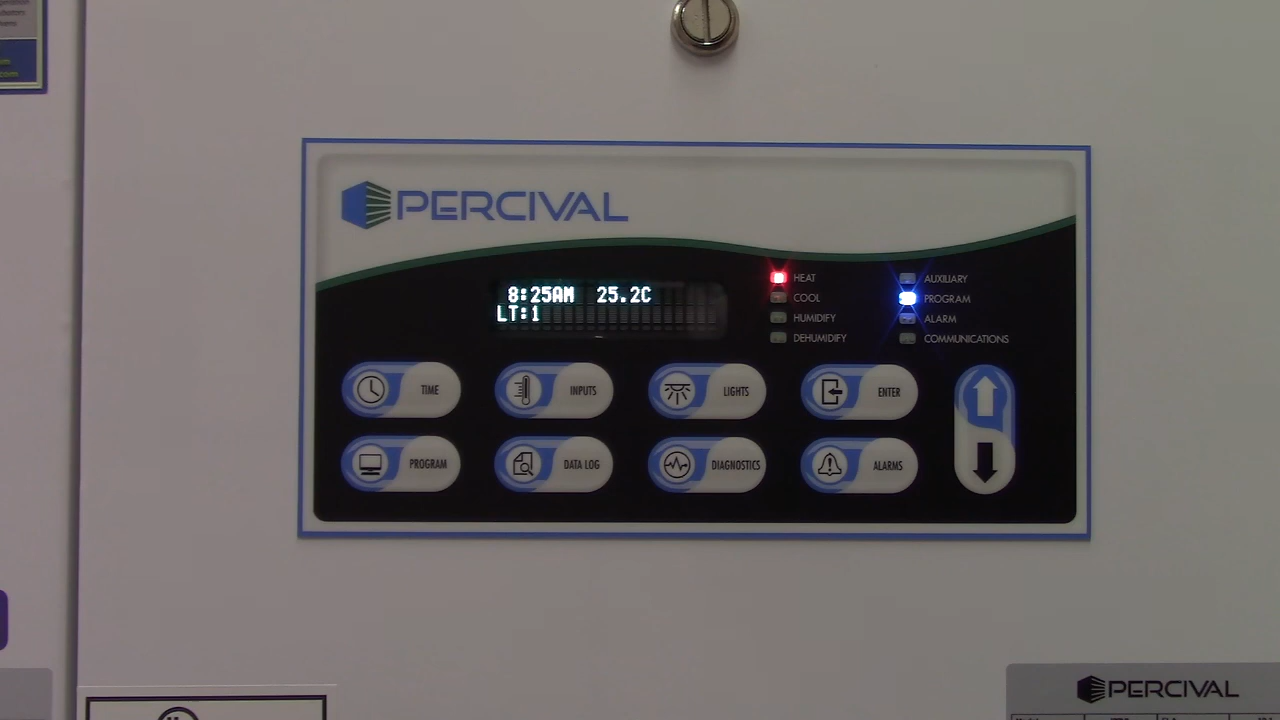 PERCIVAL
8:25AM 25.2C
LT:1
HEAT
COOL
HUMIDIFY
DEHUMIDIFY
AUXILIARY
PROGRAM
ALARM
COMMUNICATIONS
TIME
INPUTS
LIGHTS
ENTER
PROGRAM
DATA LOG
DIAGNOSTICS
ALARMS
PERCIVAL